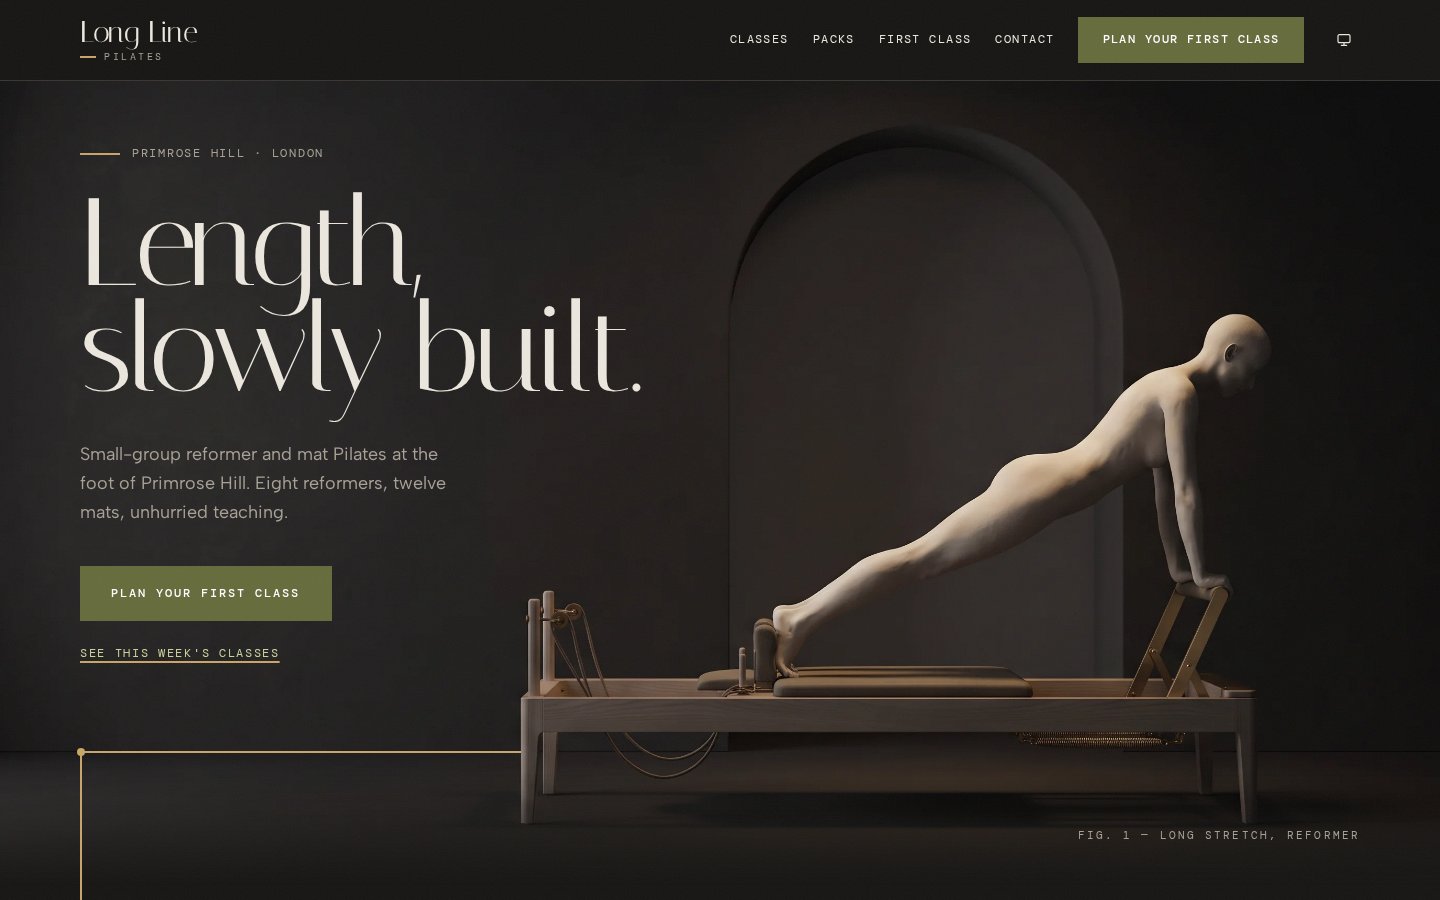 Long Line
PILATES
CLASSES
PACKS
FIRST CLASS
CONTACT
PLAN YOUR FIRST CLASS
PRIMROSE HILL · LONDON
Length,
slowly built.
Small-group reformer and mat Pilates at the
foot of Primrose Hill. Eight reformers, twelve
mats, unhurried teaching.
PLAN YOUR FIRST CLASS
SEE THIS WEEK'S CLASSES
FIG. 1 — LONG STRETCH, REFORMER